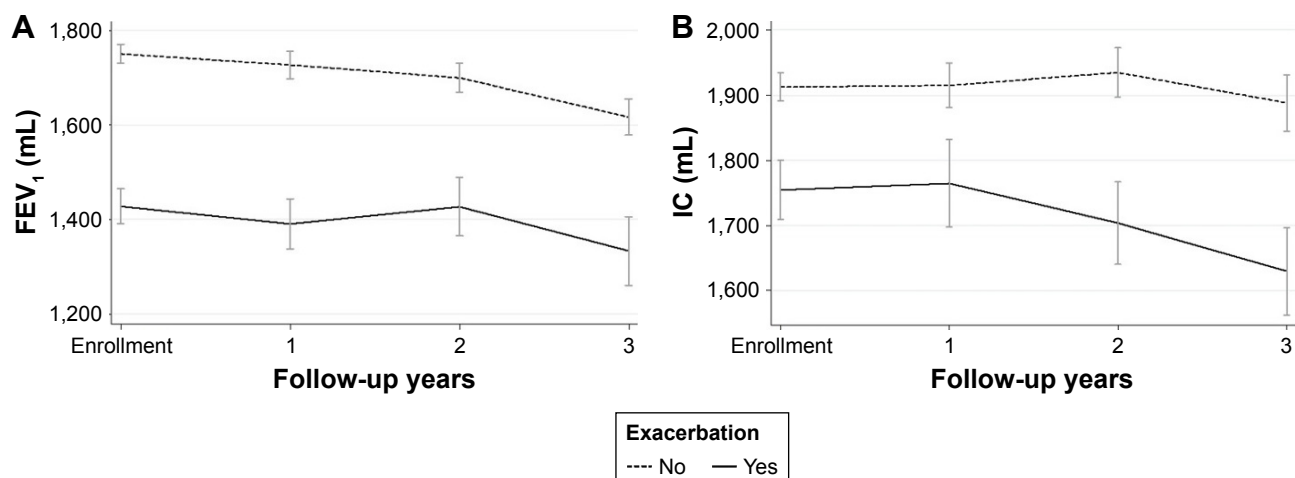 A
1,800
1,600
1,400
1,200
FEV1 (mL)
Enrollment 1 2 3
Follow-up years
B
2,000
1,900
1,800
1,700
1,600
IC (mL)
Enrollment 1 2 3
Follow-up years
Exacerbation
No Yes